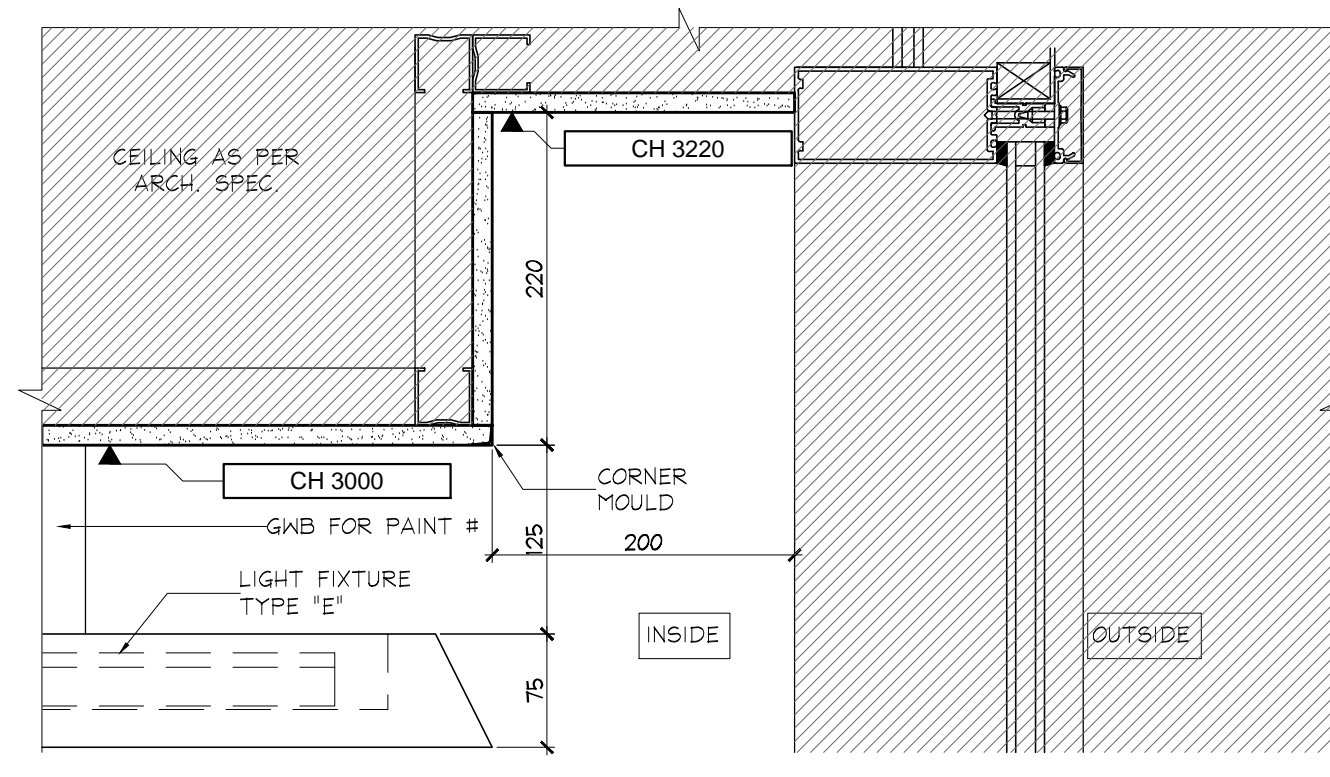 CEILING AS PER
ARCH. SPEC.
CH 3220
220
CH 3000
CORNER
MOULD
GWB FOR PAINT #
125
200
LIGHT FIXTURE
TYPE "E"
INSIDE
OUTSIDE
75